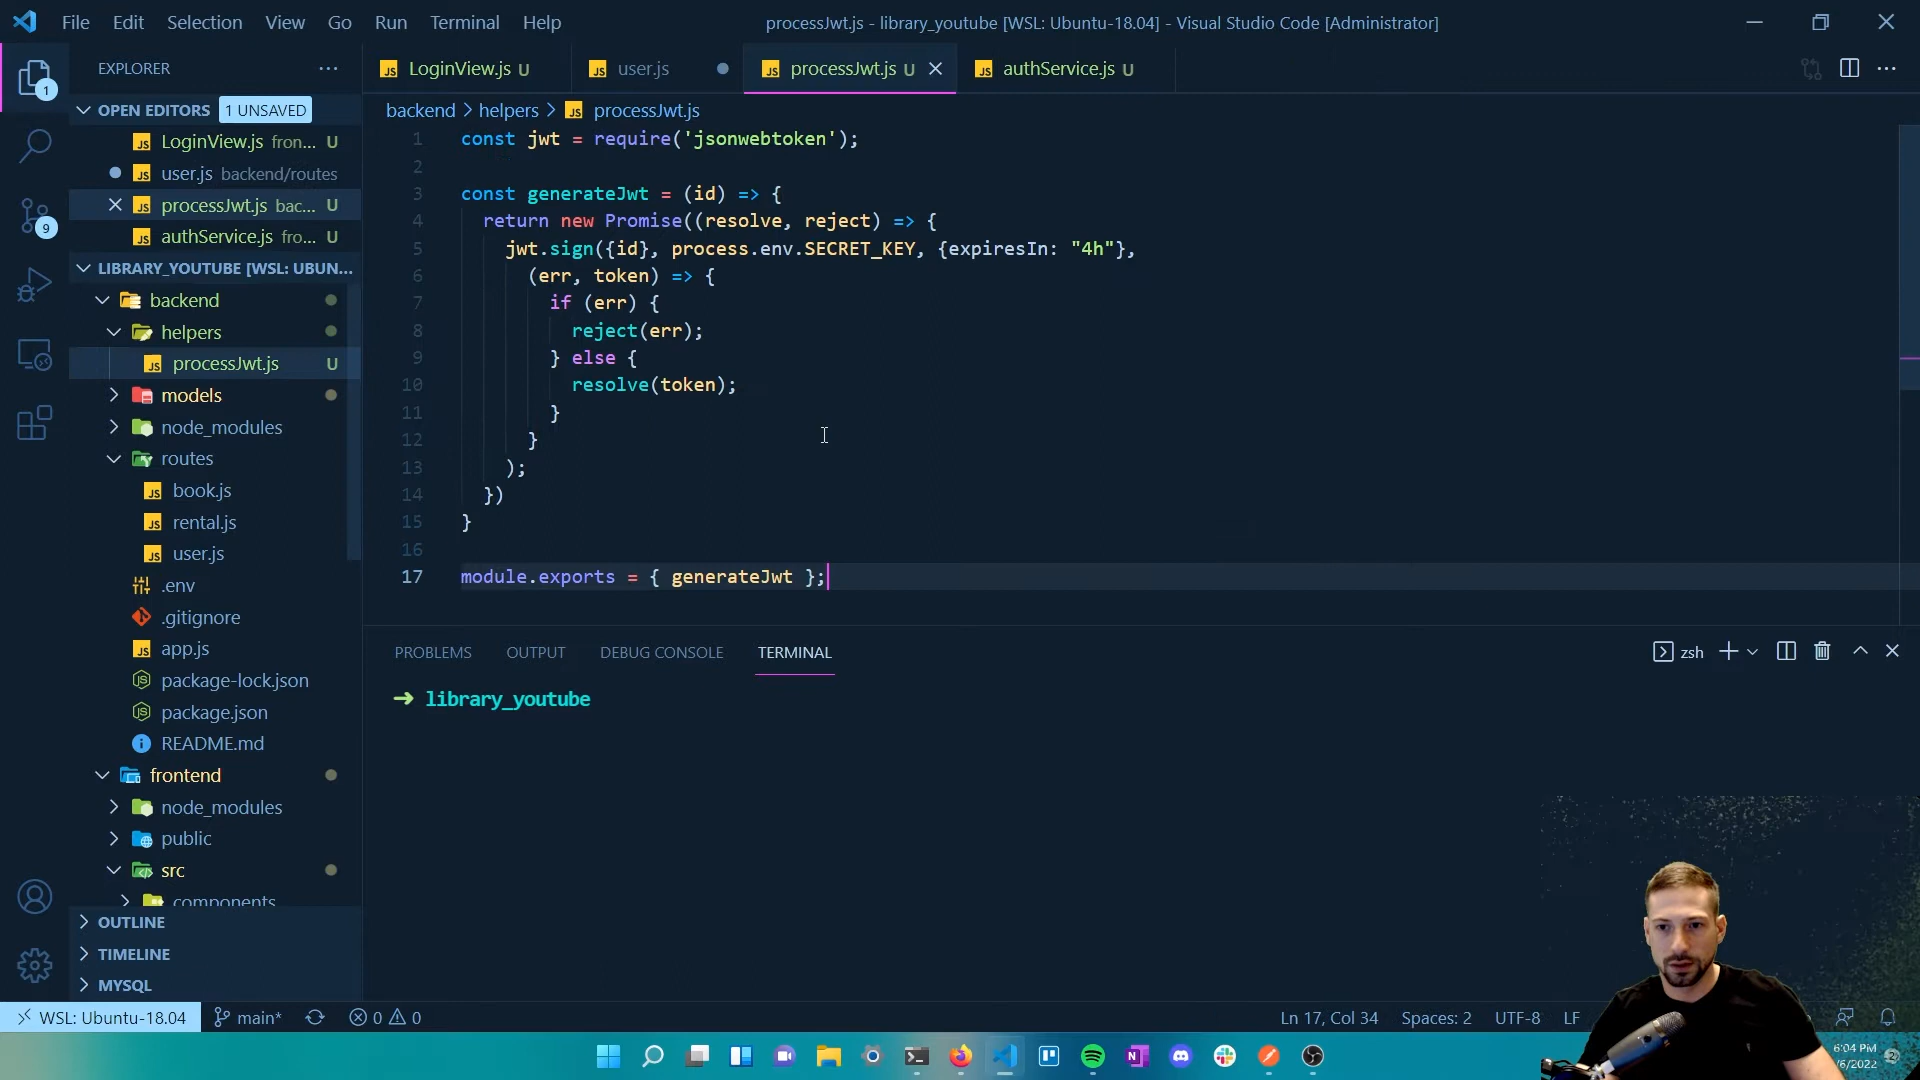 File Edit Selection View Go Run Terminal Help
processJwt.js - library_youtube [WSL: Ubuntu-18.04] - Visual Studio Code [Administrator]
EXPLORER
1
9
OPEN EDITORS 1 UNSAVED
LoginView.js fron... U
user.js backend/routes
processJwt.js bac... U
authService.js fro... U
LIBRARY_YOUTUBE [WSL: UBUN...
backend
helpers
processJwt.js U
models
node_modules
routes
book.js
rental.js
user.js
.env
.gitignore
app.js
package-lock.json
package.json
README.md
frontend
node_modules
public
src
components
OUTLINE
TIMELINE
MYSQL
LoginView.js U
user.js
processJwt.js U
authService.js U
backend > helpers > processJwt.js
1 const jwt = require('jsonwebtoken');
2
3 const generateJwt = (id) => {
4 return new Promise((resolve, reject) => {
5 jwt.sign({id}, process.env.SECRET_KEY, {expiresIn: "4h"},
6 (err, token) => {
7 if (err) {
8 reject(err);
9 } else {
10 resolve(token);
11 }
12 }
13 );
14 })
15 }
16
17 module.exports = { generateJwt };
PROBLEMS OUTPUT DEBUG CONSOLE TERMINAL
zsh
➜ library_youtube
WSL: Ubuntu-18.04 main* 0 0
Ln 17, Col 34 Spaces: 2 UTF-8 LF
6:04 PM
/6/2022
2